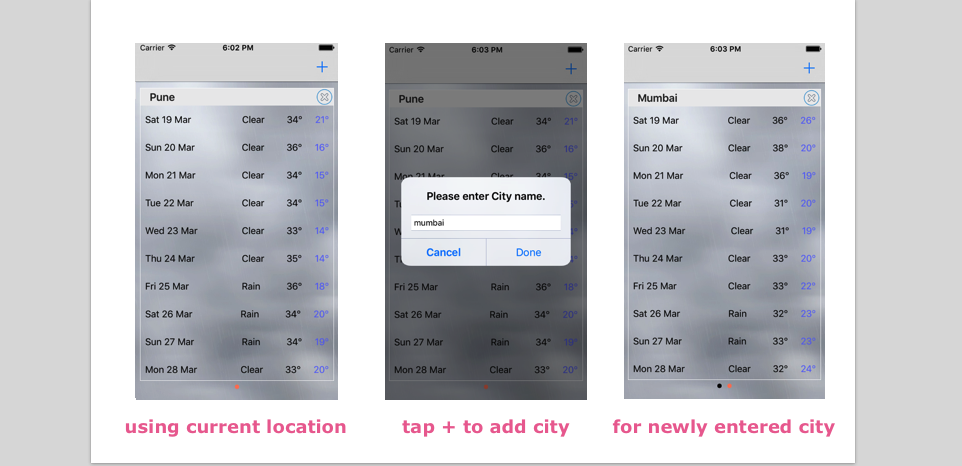 Carrier 6:02 PM
+
Pune
Sat 19 Mar Clear 34° 21°
Sun 20 Mar Clear 36° 16°
Mon 21 Mar Clear 34° 15°
Tue 22 Mar Clear 34° 15°
Wed 23 Mar Clear 33° 14°
Thu 24 Mar Clear 35° 14°
Fri 25 Mar Rain 36° 18°
Sat 26 Mar Rain 34° 20°
Sun 27 Mar Rain 34° 19°
Mon 28 Mar Clear 33° 20°
using current location
Carrier 6:03 PM
+
Pune
Sat 19 Mar Clear 34° 21°
Sun 20 Mar Clear 36° 16°
Mon 21 Mar Clear 34° 15°
Please enter City name.
mumbai
Cancel Done
Thu 24 Mar Clear 35° 14°
Fri 25 Mar Rain 36° 18°
Sat 26 Mar Rain 34° 20°
Sun 27 Mar Rain 34° 19°
Mon 28 Mar Clear 33° 20°
tap + to add city
Carrier 6:03 PM
+
Mumbai
Sat 19 Mar Clear 36° 26°
Sun 20 Mar Clear 38° 20°
Mon 21 Mar Clear 36° 19°
Tue 22 Mar Clear 31° 20°
Wed 23 Mar Clear 31° 19°
Thu 24 Mar Clear 33° 20°
Fri 25 Mar Clear 33° 22°
Sat 26 Mar Rain 32° 23°
Sun 27 Mar Rain 33° 23°
Mon 28 Mar Clear 32° 24°
for newly entered city